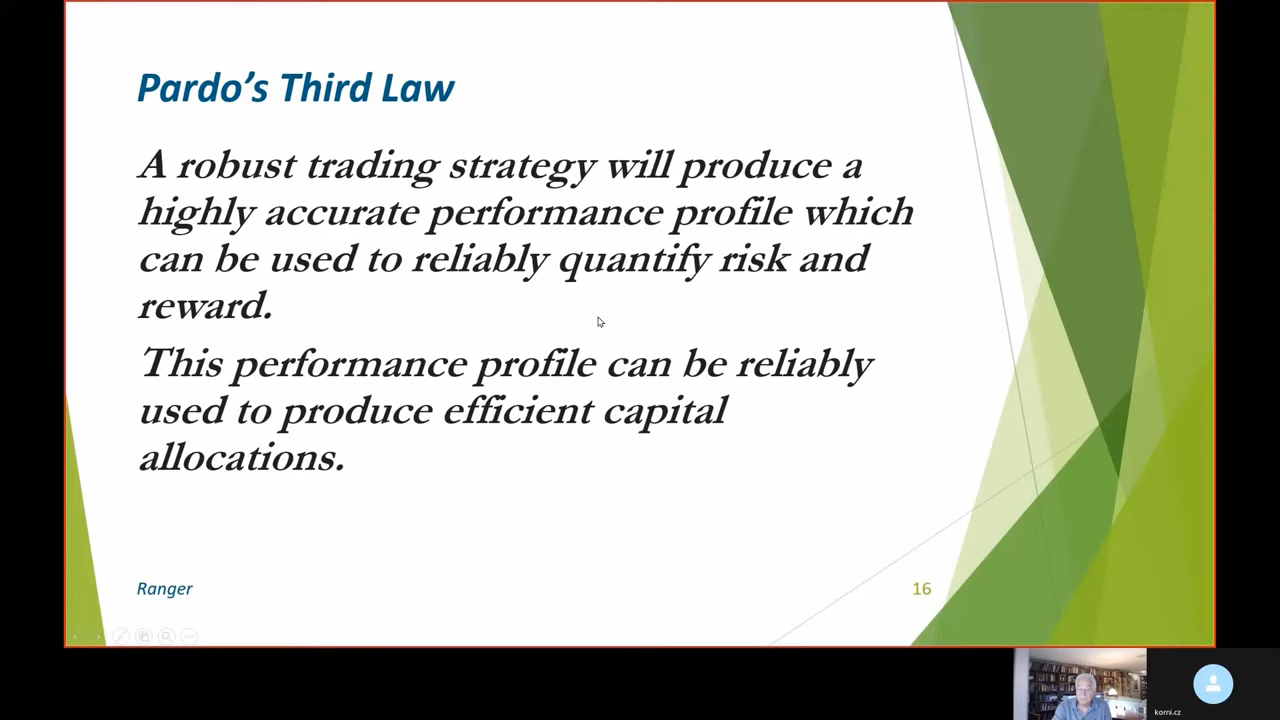 Pardo’s Third Law
A robust trading strategy will produce a
highly accurate performance profile which
can be used to reliably quantify risk and
reward.
This performance profile can be reliably
used to produce efficient capital
allocations.
Ranger
16
korni.cz